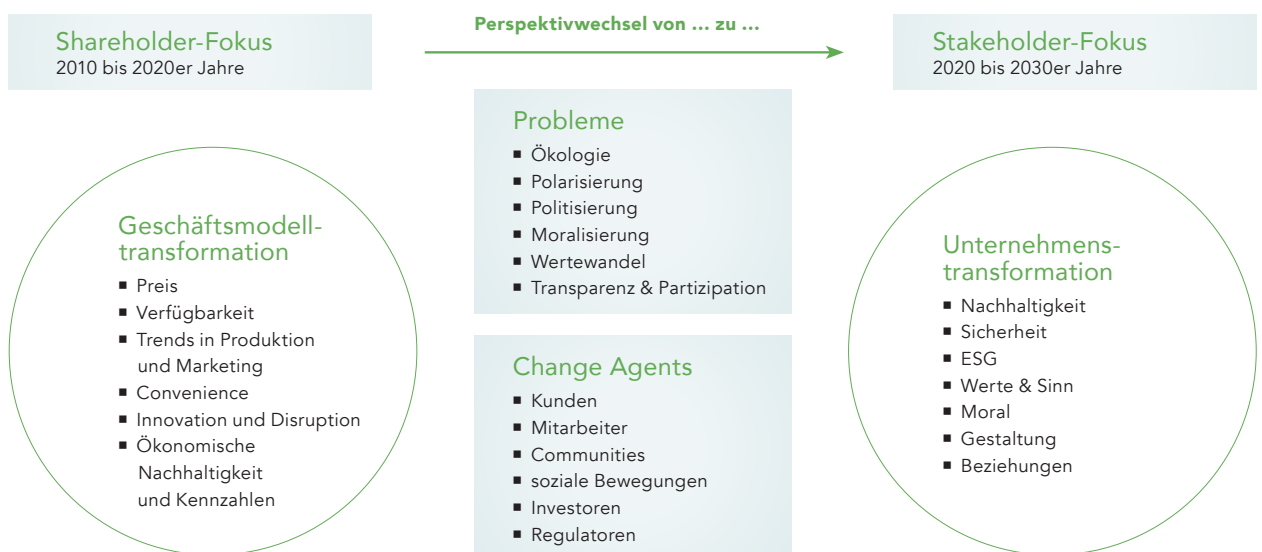 Perspektivwechsel von … zu …
Shareholder-Fokus
2010 bis 2020er Jahre
Stakeholder-Fokus
2020 bis 2030er Jahre
Geschäftsmodell-
transformation
■ Preis
■ Verfügbarkeit
■ Trends in Produktion
und Marketing
■ Convenience
■ Innovation und Disruption
■ Ökonomische
Nachhaltigkeit
und Kennzahlen
Probleme
■ Ökologie
■ Polarisierung
■ Politisierung
■ Moralisierung
■ Wertewandel
■ Transparenz & Partizipation
Change Agents
■ Kunden
■ Mitarbeiter
■ Communities
■ soziale Bewegungen
■ Investoren
■ Regulatoren
Unternehmens-
transformation
■ Nachhaltigkeit
■ Sicherheit
■ ESG
■ Werte & Sinn
■ Moral
■ Gestaltung
■ Beziehungen